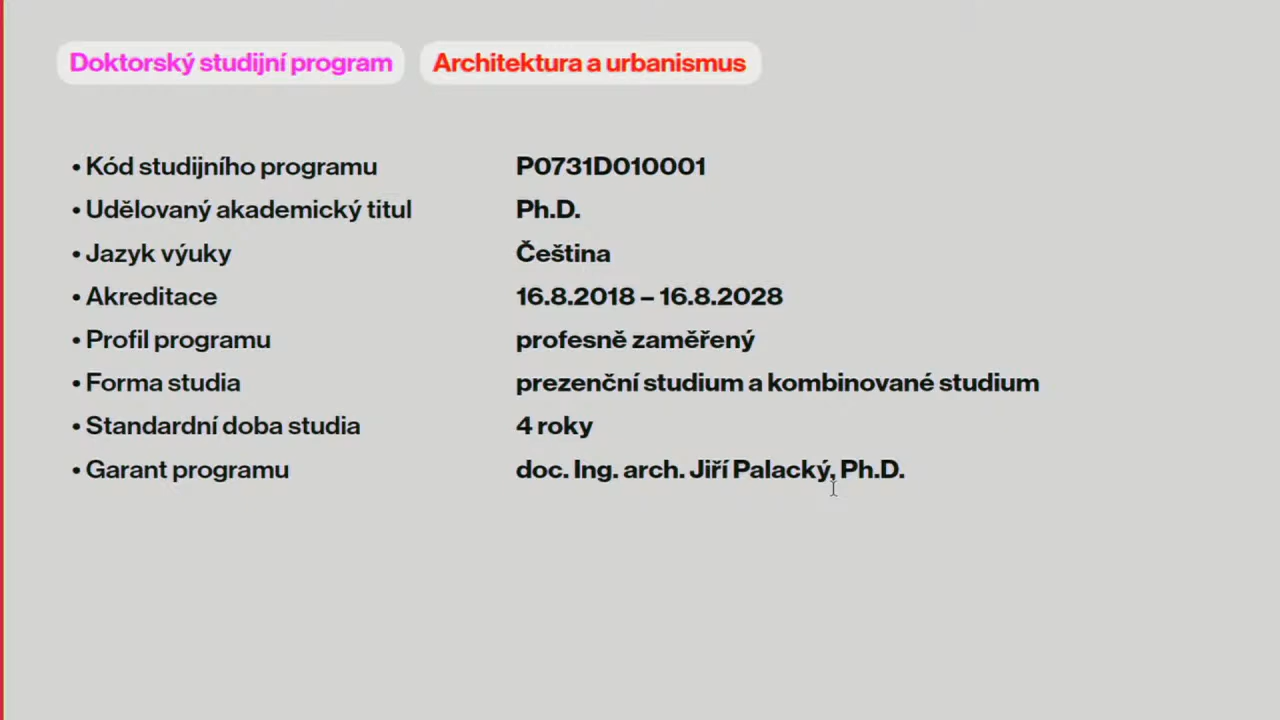 Doktorský studijní program Architektura a urbanismus
• Kód studijního programu P0731D010001
• Udělovaný akademický titul Ph.D.
• Jazyk výuky Čeština
• Akreditace 16.8.2018 – 16.8.2028
• Profil programu profesně zaměřený
• Forma studia prezenční studium a kombinované studium
• Standardní doba studia 4 roky
• Garant programu doc. Ing. arch. Jiří Palacký, Ph.D.